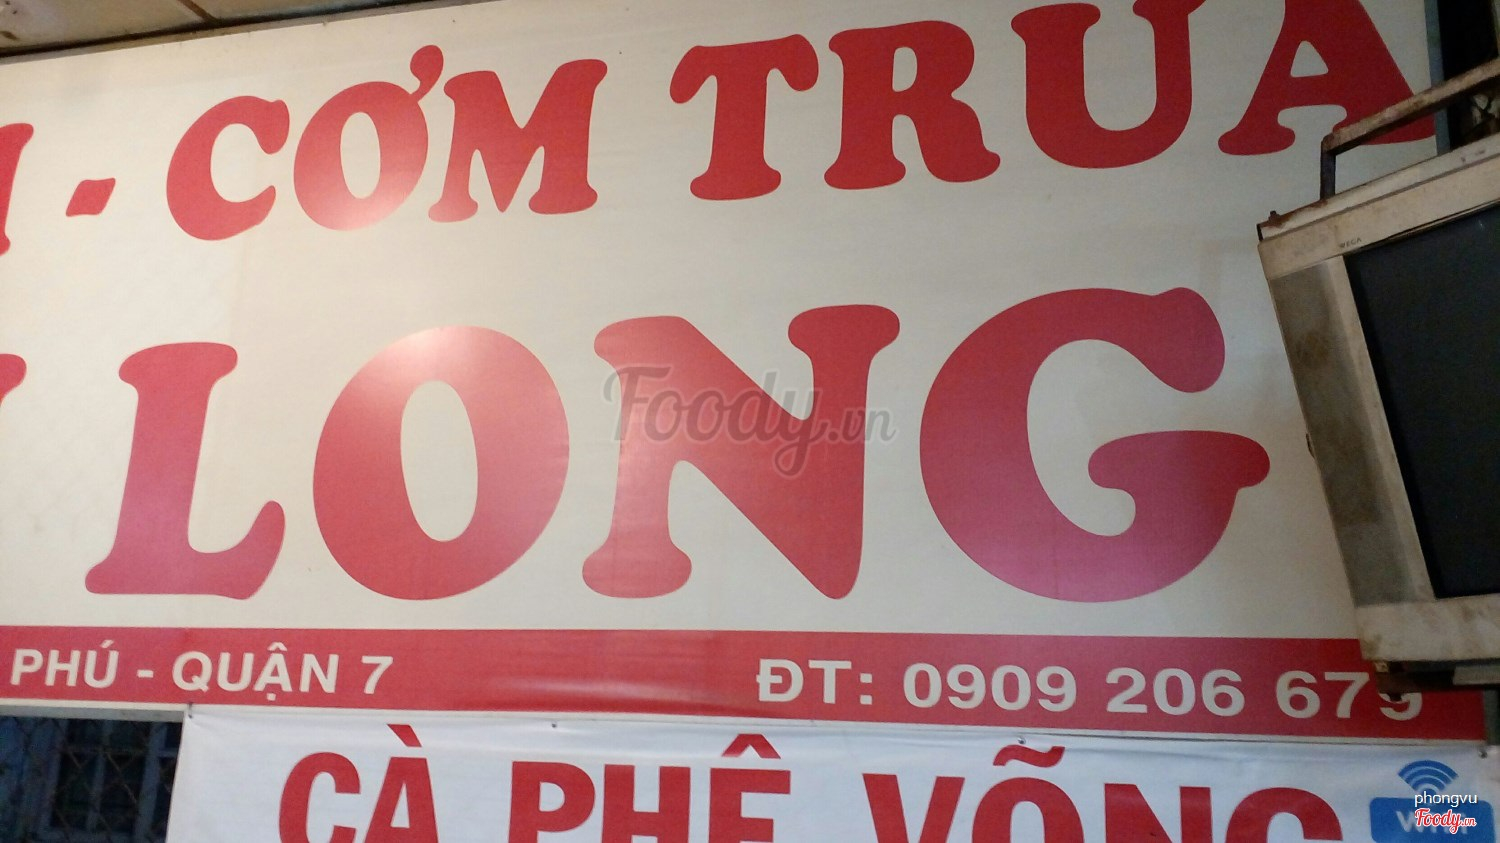 - CƠM TRƯA
LONG
PHÚ - QUẬN 7
ĐT: 0909 206 679
CÀ PHÊ VÕNG
Foody.vn
phongvu
Foody.vn